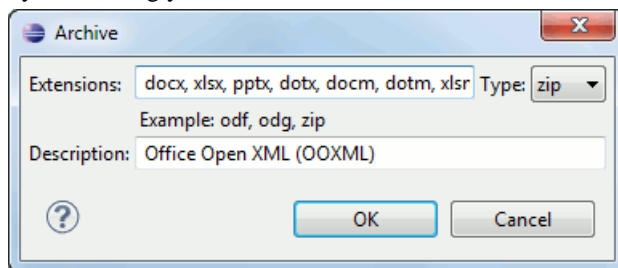 Archive
Extensions: docx, xlsx, pptx, dotx, docm, dotm, Type: zip
Example: odf, odg, zip
Description: Office Open XML (OOXML)
? OK Cancel